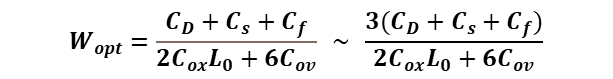 W_opt = (C_D + C_s + C_f) / (2C_ox L_0 + 6C_ov) ~ 3(C_D + C_s + C_f) / (2C_ox L_0 + 6C_ov)